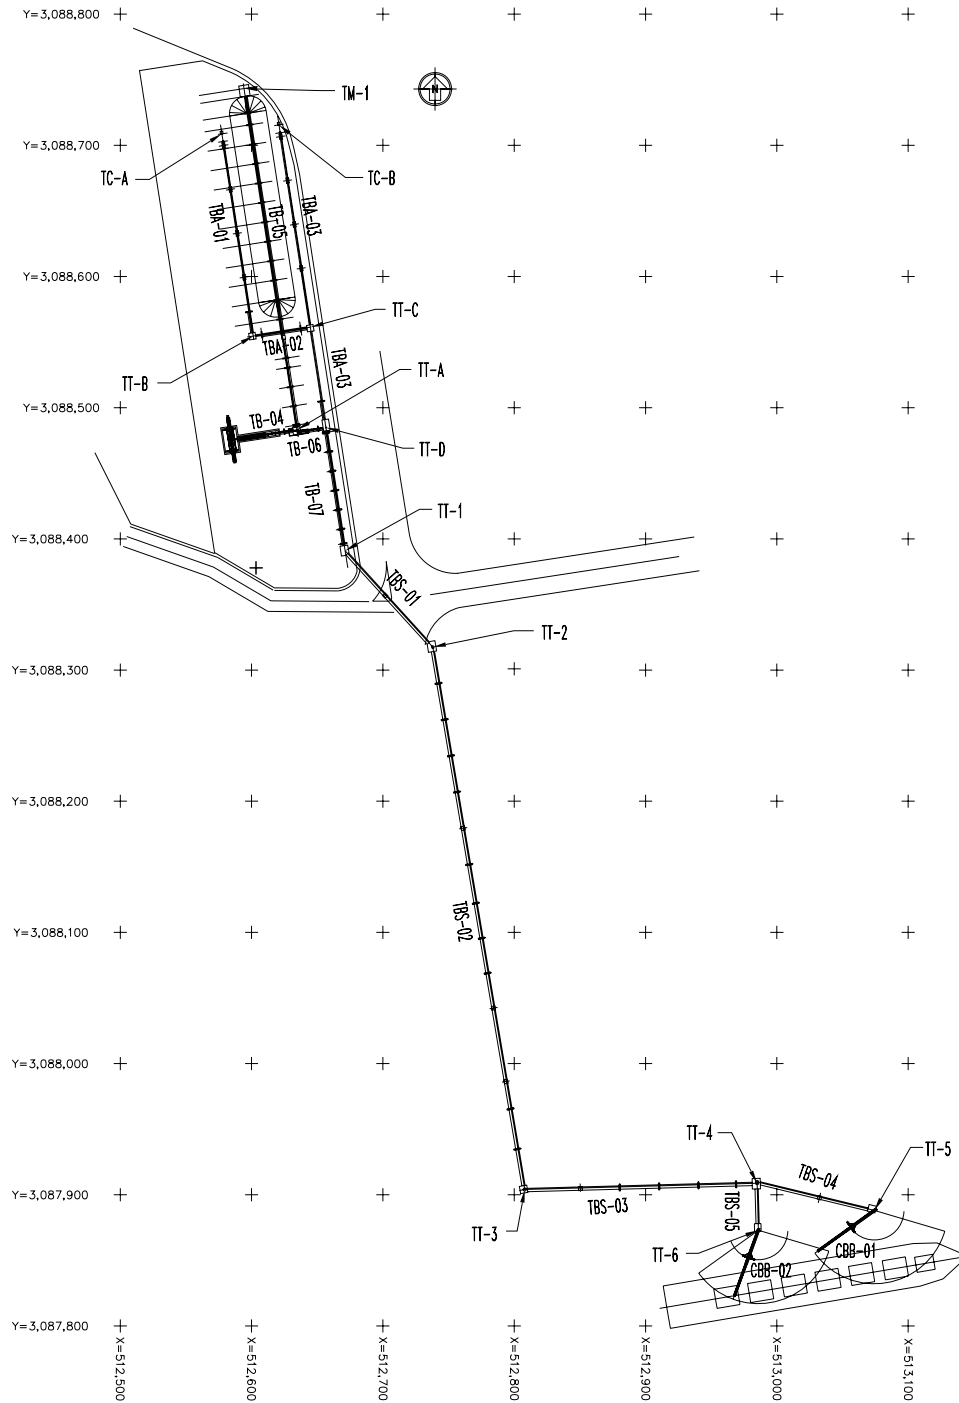 Y=3,088,800
TM-1
N
Y=3,088,700
TC-A
TC-B
TBA-01
TB-05
TBA-03
Y=3,088,600
TT-C
TBA-02
TBA-03
TT-B
TT-A
Y=3,088,500
TB-04
TB-06
TT-D
TB-07
TT-1
Y=3,088,400
TBS-01
TT-2
Y=3,088,300
Y=3,088,200
TBS-02
Y=3,088,100
Y=3,088,000
TT-4
TT-5
TBS-04
Y=3,087,900
TBS-03
TBS-05
TT-3
TT-6
CBB-01
CBB-02
Y=3,087,800
X=512,500
X=512,600
X=512,700
X=512,800
X=512,900
X=513,000
X=513,100